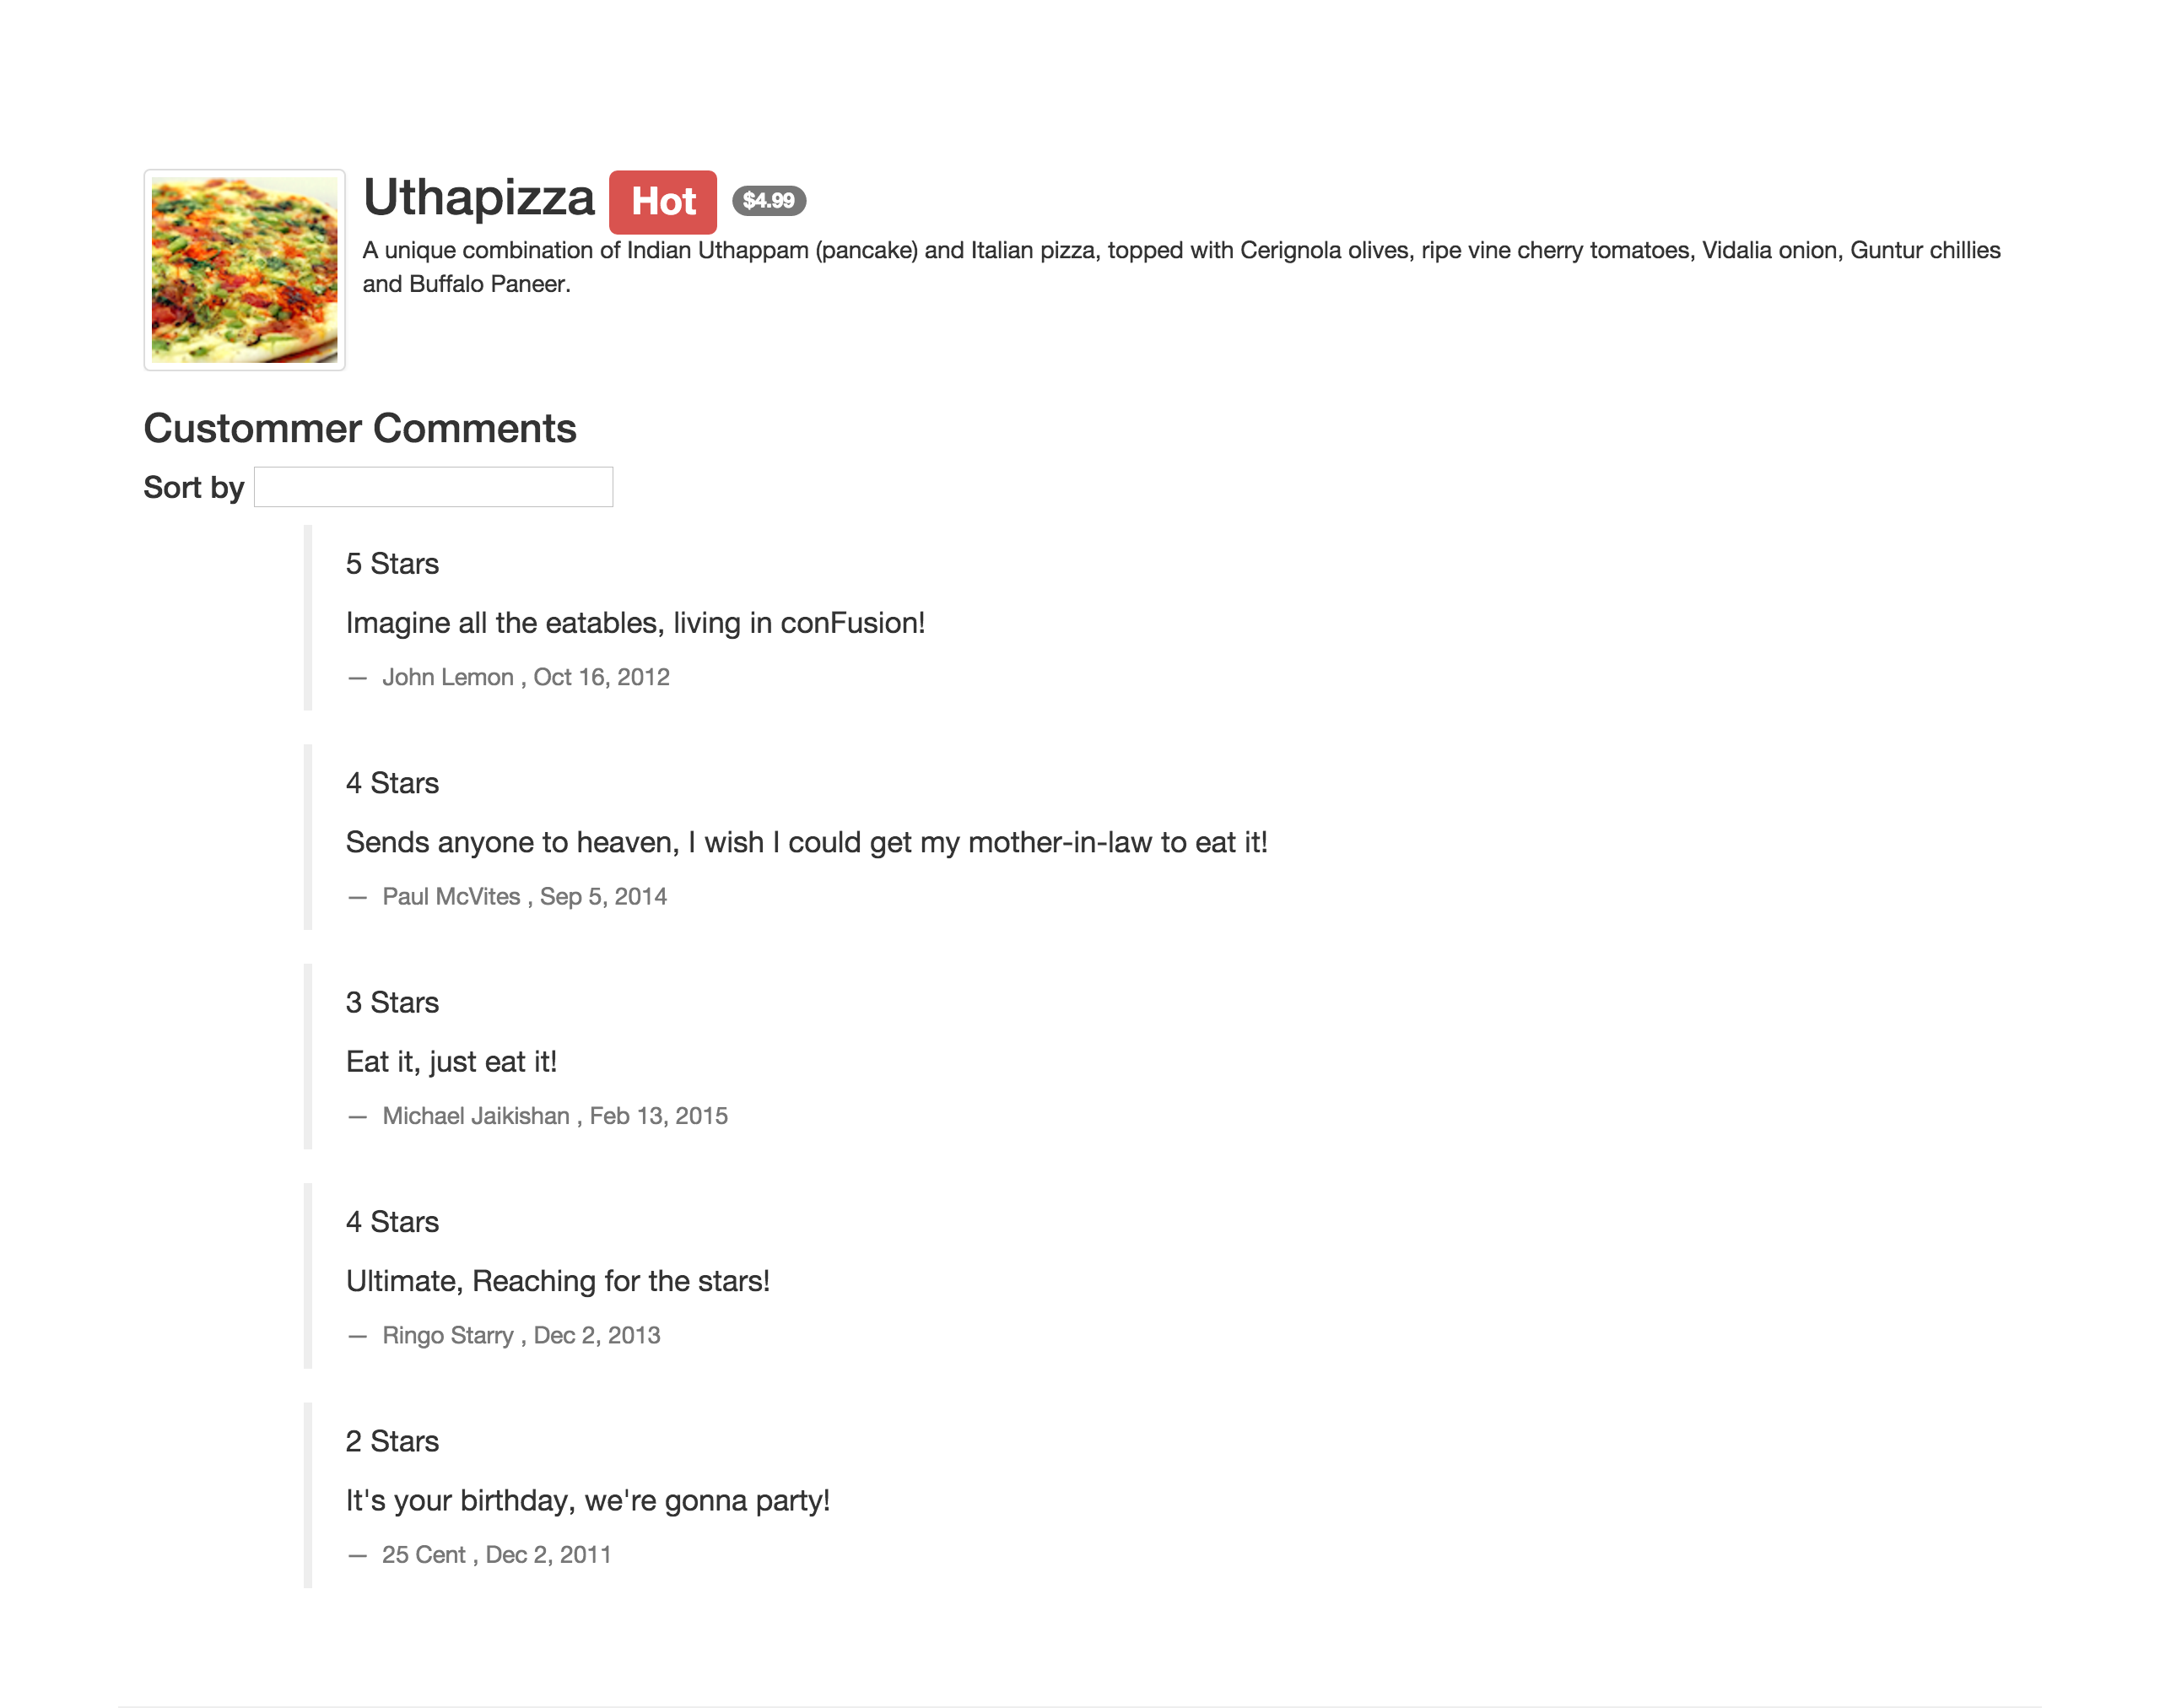 Uthapizza Hot $4.99
A unique combination of Indian Uthappam (pancake) and Italian pizza, topped with Cerignola olives, ripe vine cherry tomatoes, Vidalia onion, Guntur chillies
and Buffalo Paneer.
Custommer Comments
Sort by
5 Stars
Imagine all the eatables, living in conFusion!
— John Lemon , Oct 16, 2012
4 Stars
Sends anyone to heaven, I wish I could get my mother-in-law to eat it!
— Paul McVites , Sep 5, 2014
3 Stars
Eat it, just eat it!
— Michael Jaikishan , Feb 13, 2015
4 Stars
Ultimate, Reaching for the stars!
— Ringo Starry , Dec 2, 2013
2 Stars
It's your birthday, we're gonna party!
— 25 Cent , Dec 2, 2011